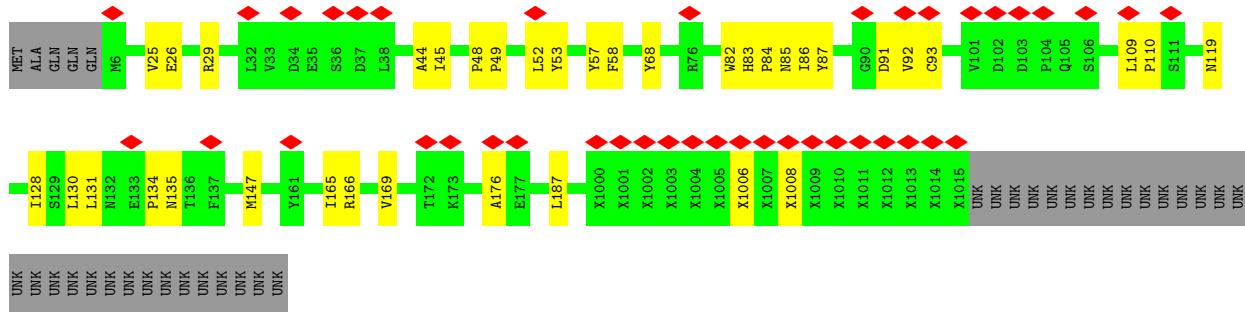 MET ALA GLN GLN GLN M6 V25 E26 R29 L32 V33 D34 E35 S36 D37 L38 A44 I45 P48 P49 L52 Y53 Y57 F58 Y68 R76 W82 H83 P84 N85 I86 Y87 G90 D91 V92 C93 V101 D102 D103 P104 Q105 S106 L109 P110 S111 N119
I128 S129 L130 L131 N132 E133 P134 N135 T136 F137 M147 Y161 I165 R166 V169 T172 K173 A176 E177 L187 X1000 X1001 X1002 X1003 X1004 X1005 X1006 X1007 X1008 X1009 X1010 X1011 X1012 X1013 X1014 X1015 UNK UNK UNK UNK UNK UNK UNK UNK UNK UNK UNK UNK UNK UNK
UNK UNK UNK UNK UNK UNK UNK UNK UNK UNK UNK UNK UNK UNK